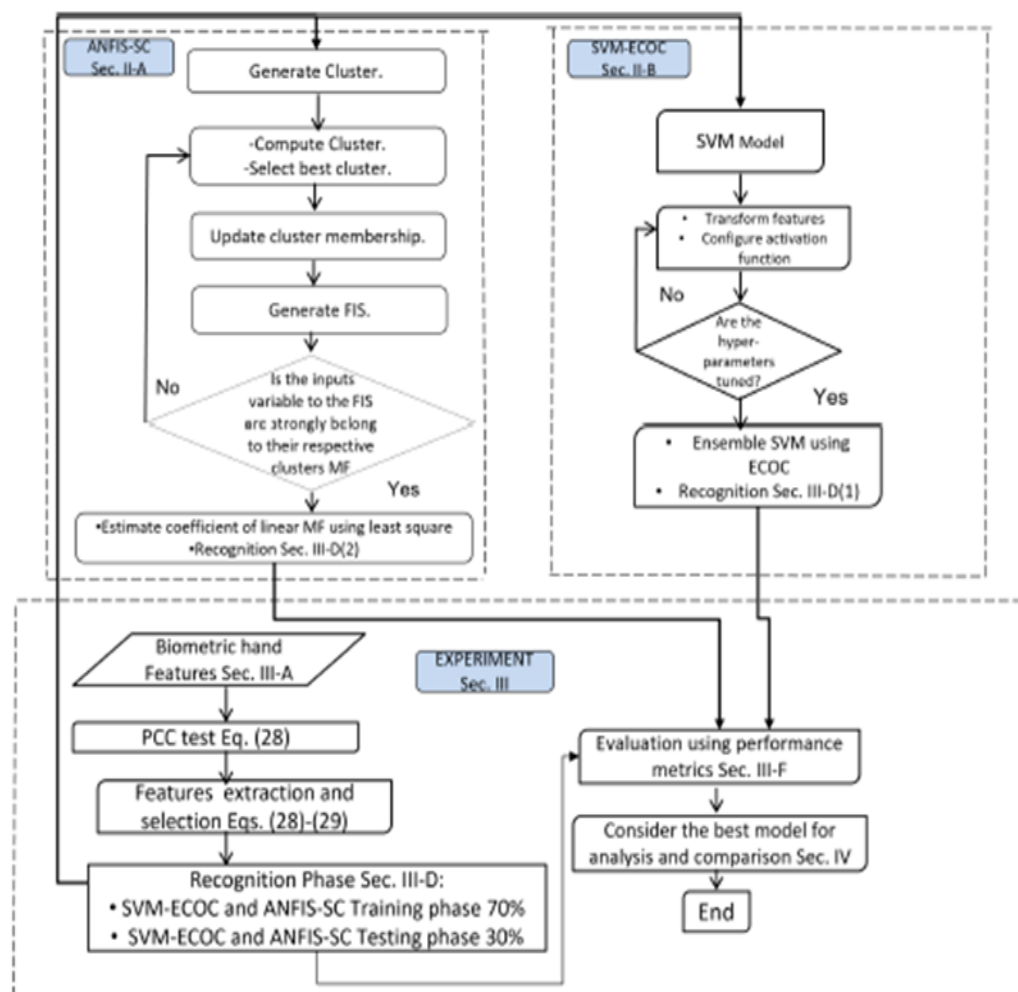 ANFIS-SC
Sec. II-A
Generate Cluster.
-Compute Cluster.
-Select best cluster.
Update cluster membership.
Generate FIS.
No
Is the inputs
variable to the FIS
are strongly belong
to their respective
clusters MF
Yes
•Estimate coefficient of linear MF using least square
•Recognition Sec. III-D(2)
SVM-ECOC
Sec. II-B
SVM Model
• Transform features
• Configure activation
function
No
Are the
hyper-
parameters
tuned?
Yes
• Ensemble SVM using
ECOC
• Recognition Sec. III-D(1)
EXPERIMENT
Sec. III
Biometric hand
Features Sec. III-A
PCC test Eq. (28)
Features extraction and
selection Eqs. (28)-(29)
Recognition Phase Sec. III-D:
• SVM-ECOC and ANFIS-SC Training phase 70%
• SVM-ECOC and ANFIS-SC Testing phase 30%
Evaluation using performance
metrics Sec. III-F
Consider the best model for
analysis and comparison Sec. IV
End